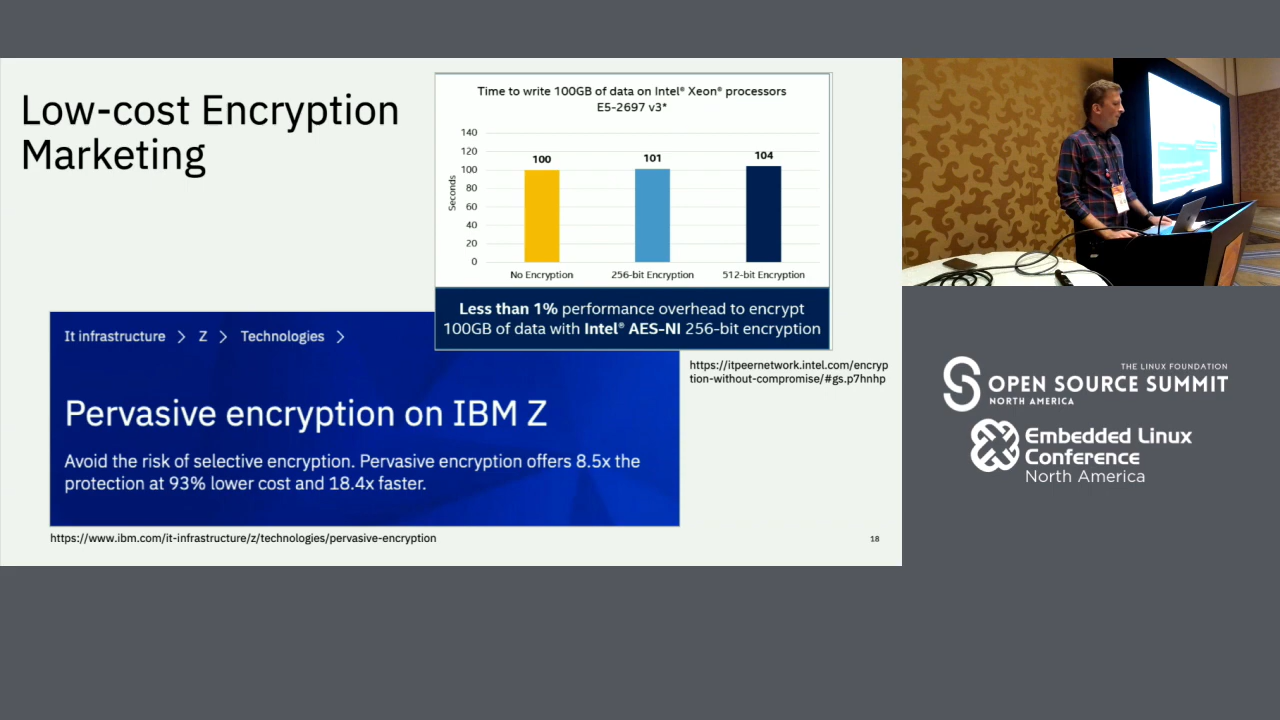 Low-cost Encryption
Marketing
Time to write 100GB of data on Intel® Xeon® processors
E5-2697 v3*
Seconds
140
120
100
80
60
40
20
0
100
101
104
No Encryption
256-bit Encryption
512-bit Encryption
Less than 1% performance overhead to encrypt
100GB of data with Intel® AES-NI 256-bit encryption
https://itpeernetwork.intel.com/encryp
tion-without-compromise/#gs.p7hnhp
It infrastructure > Z > Technologies >
Pervasive encryption on IBM Z
Avoid the risk of selective encryption. Pervasive encryption offers 8.5x the
protection at 93% lower cost and 18.4x faster.
https://www.ibm.com/it-infrastructure/z/technologies/pervasive-encryption
18
THE LINUX FOUNDATION
OPEN SOURCE SUMMIT
NORTH AMERICA
Embedded Linux
Conference
North America